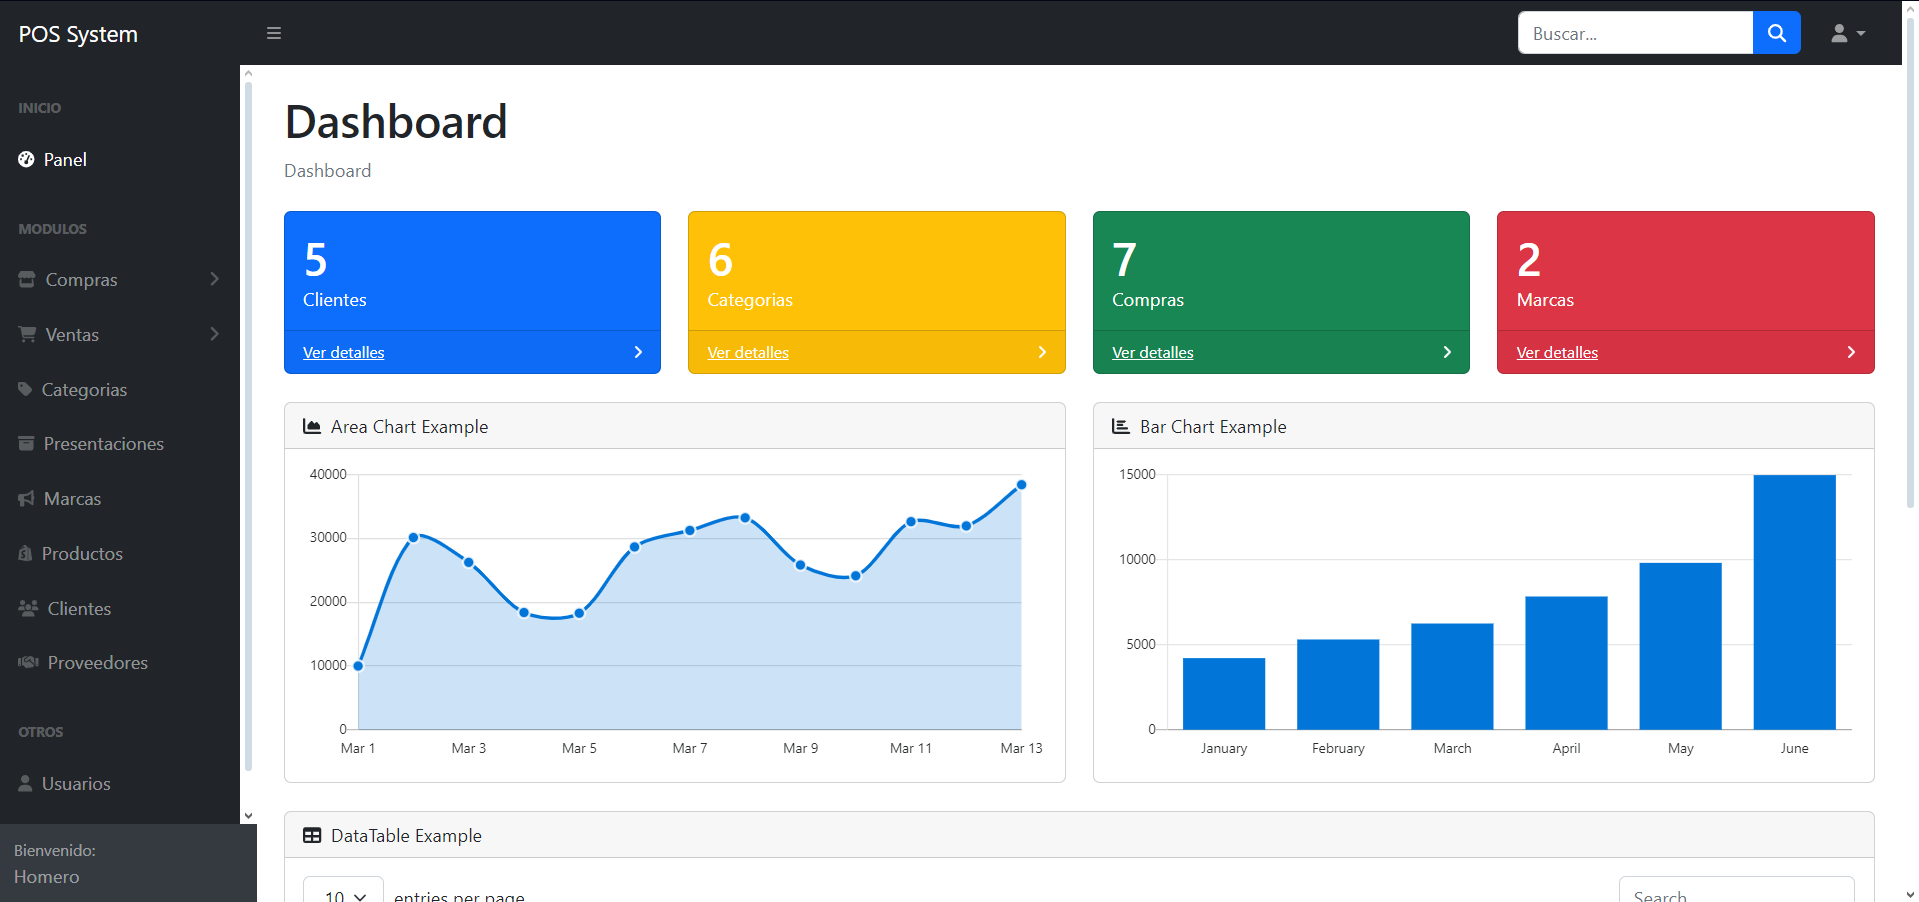 POS System
Buscar...
INICIO
Panel
MODULOS
Compras
Ventas
Categorias
Presentaciones
Marcas
Productos
Clientes
Proveedores
OTROS
Usuarios
Bienvenido:
Homero
Dashboard
Dashboard
5
Clientes
Ver detalles
6
Categorias
Ver detalles
7
Compras
Ver detalles
2
Marcas
Ver detalles
Area Chart Example
40000
30000
20000
10000
0
Mar 1 Mar 3 Mar 5 Mar 7 Mar 9 Mar 11 Mar 13
Bar Chart Example
15000
10000
5000
0
January February March April May June
DataTable Example
10 entries per page
Search